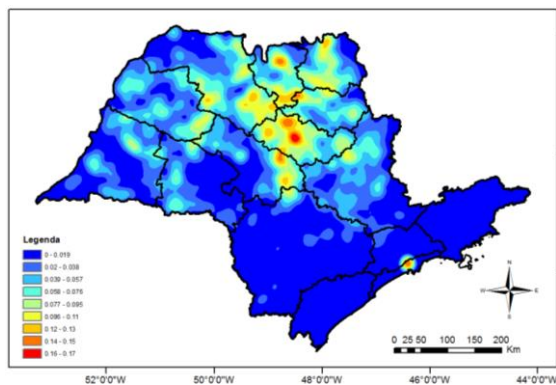 Legenda
0 - 0.019
0.02 - 0.038
0.039 - 0.057
0.058 - 0.076
0.077 - 0.095
0.096 - 0.11
0.12 - 0.13
0.14 - 0.15
0.16 - 0.17
N
W E
S
0 25 50 100 150 200
Km
52°0'0"W 50°0'0"W 48°0'0"W 46°0'0"W 44°0'0"W